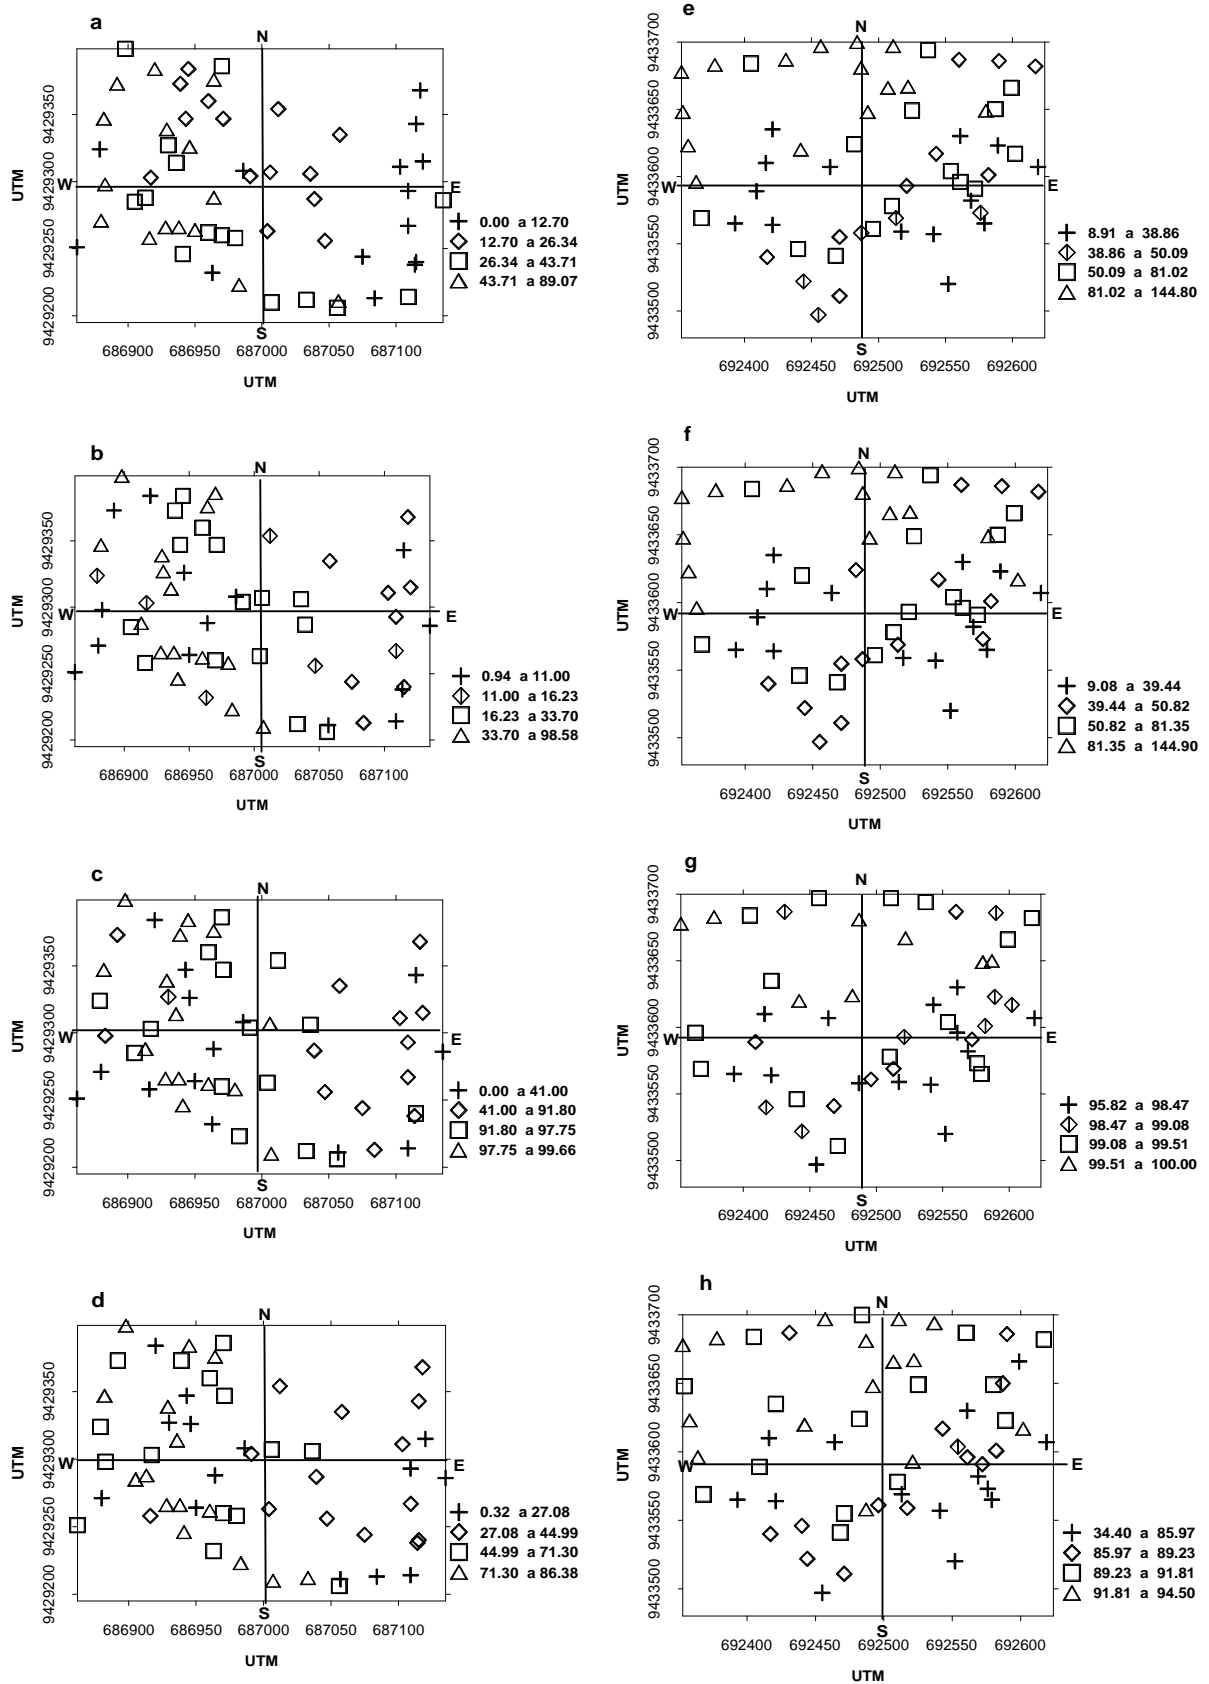 a
N
UTM
9429200 9429250 9429300 9429350
W
E
0.00 a 12.70
12.70 a 26.34
26.34 a 43.71
43.71 a 89.07
S
686900 686950 687000 687050 687100
UTM
e
N
UTM
9433500 9433550 9433600 9433650 9433700
W
E
8.91 a 38.86
38.86 a 50.09
50.09 a 81.02
81.02 a 144.80
S
692400 692450 692500 692550 692600
UTM
b
N
UTM
9429200 9429250 9429300 9429350
W
E
0.94 a 11.00
11.00 a 16.23
16.23 a 33.70
33.70 a 98.58
S
686900 686950 687000 687050 687100
UTM
f
N
UTM
9433500 9433550 9433600 9433650 9433700
W
E
9.08 a 39.44
39.44 a 50.82
50.82 a 81.35
81.35 a 144.90
S
692400 692450 692500 692550 692600
UTM
c
N
UTM
9429200 9429250 9429300 9429350
W
E
0.00 a 41.00
41.00 a 91.80
91.80 a 97.75
97.75 a 99.66
S
686900 686950 687000 687050 687100
UTM
g
N
UTM
9433500 9433550 9433600 9433650 9433700
W
E
95.82 a 98.47
98.47 a 99.08
99.08 a 99.51
99.51 a 100.00
S
692400 692450 692500 692550 692600
UTM
d
N
UTM
9429200 9429250 9429300 9429350
W
E
0.32 a 27.08
27.08 a 44.99
44.99 a 71.30
71.30 a 86.38
S
686900 686950 687000 687050 687100
UTM
h
N
UTM
9433500 9433550 9433600 9433650 9433700
W
E
34.40 a 85.97
85.97 a 89.23
89.23 a 91.81
91.81 a 94.50
S
692400 692450 692500 692550 692600
UTM